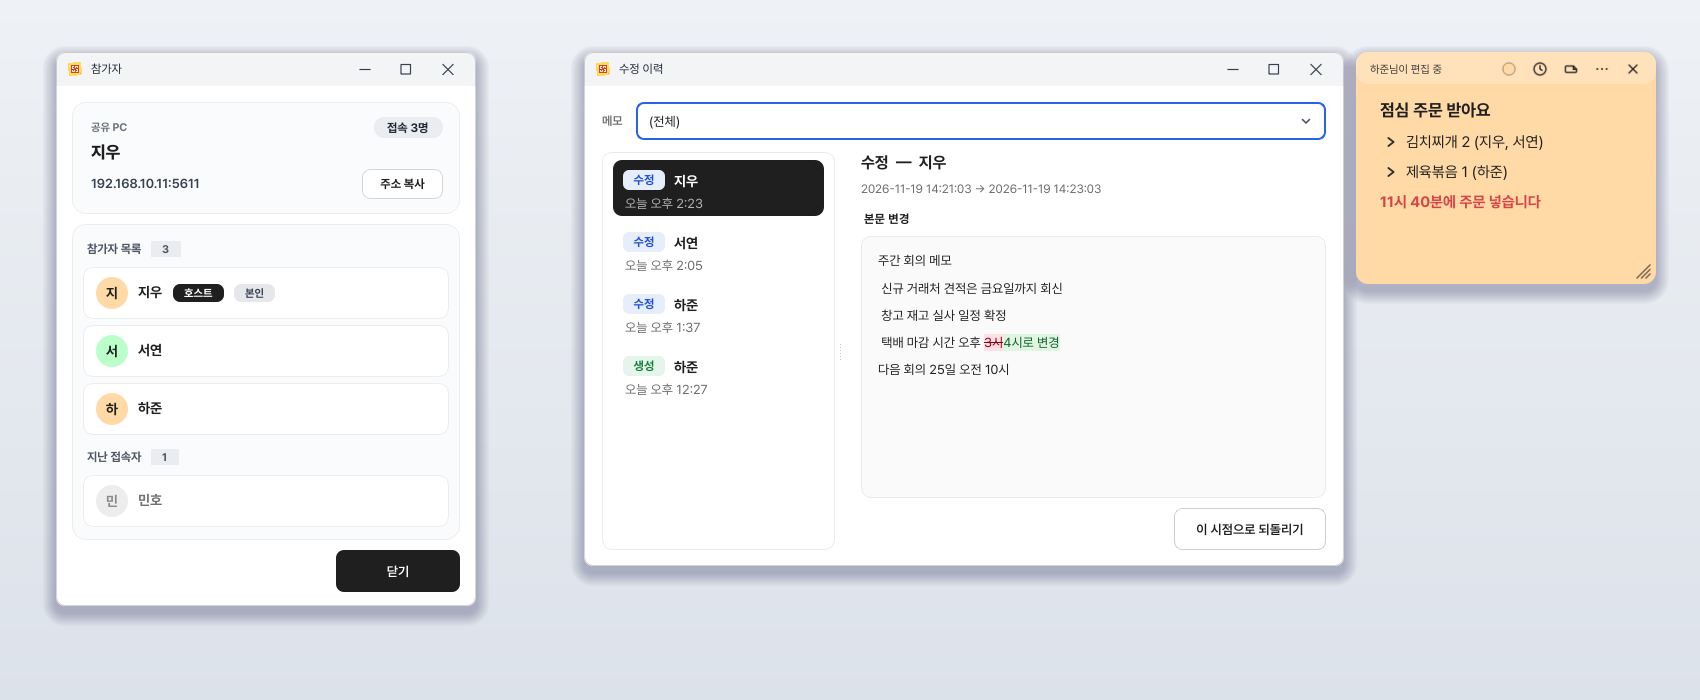 참가자
공유 PC
접속 3명
지우
192.168.10.11:5611
주소 복사
참가자 목록 3
지 지우 호스트 본인
서 서연
하 하준
지난 접속자 1
민 민호
닫기
수정 이력
메모 (전체)
수정 지우
오늘 오후 2:23
수정 서연
오늘 오후 2:05
수정 하준
오늘 오후 1:37
생성 하준
오늘 오후 12:27
수정 — 지우
2026-11-19 14:21:03 → 2026-11-19 14:23:03
본문 변경
주간 회의 메모
신규 거래처 견적은 금요일까지 회신
창고 재고 실사 일정 확정
택배 마감 시간 오후 3시4시로 변경
다음 회의 25일 오전 10시
이 시점으로 되돌리기
하준님이 편집 중
점심 주문 받아요
김치찌개 2 (지우, 서연)
제육볶음 1 (하준)
11시 40분에 주문 넣습니다